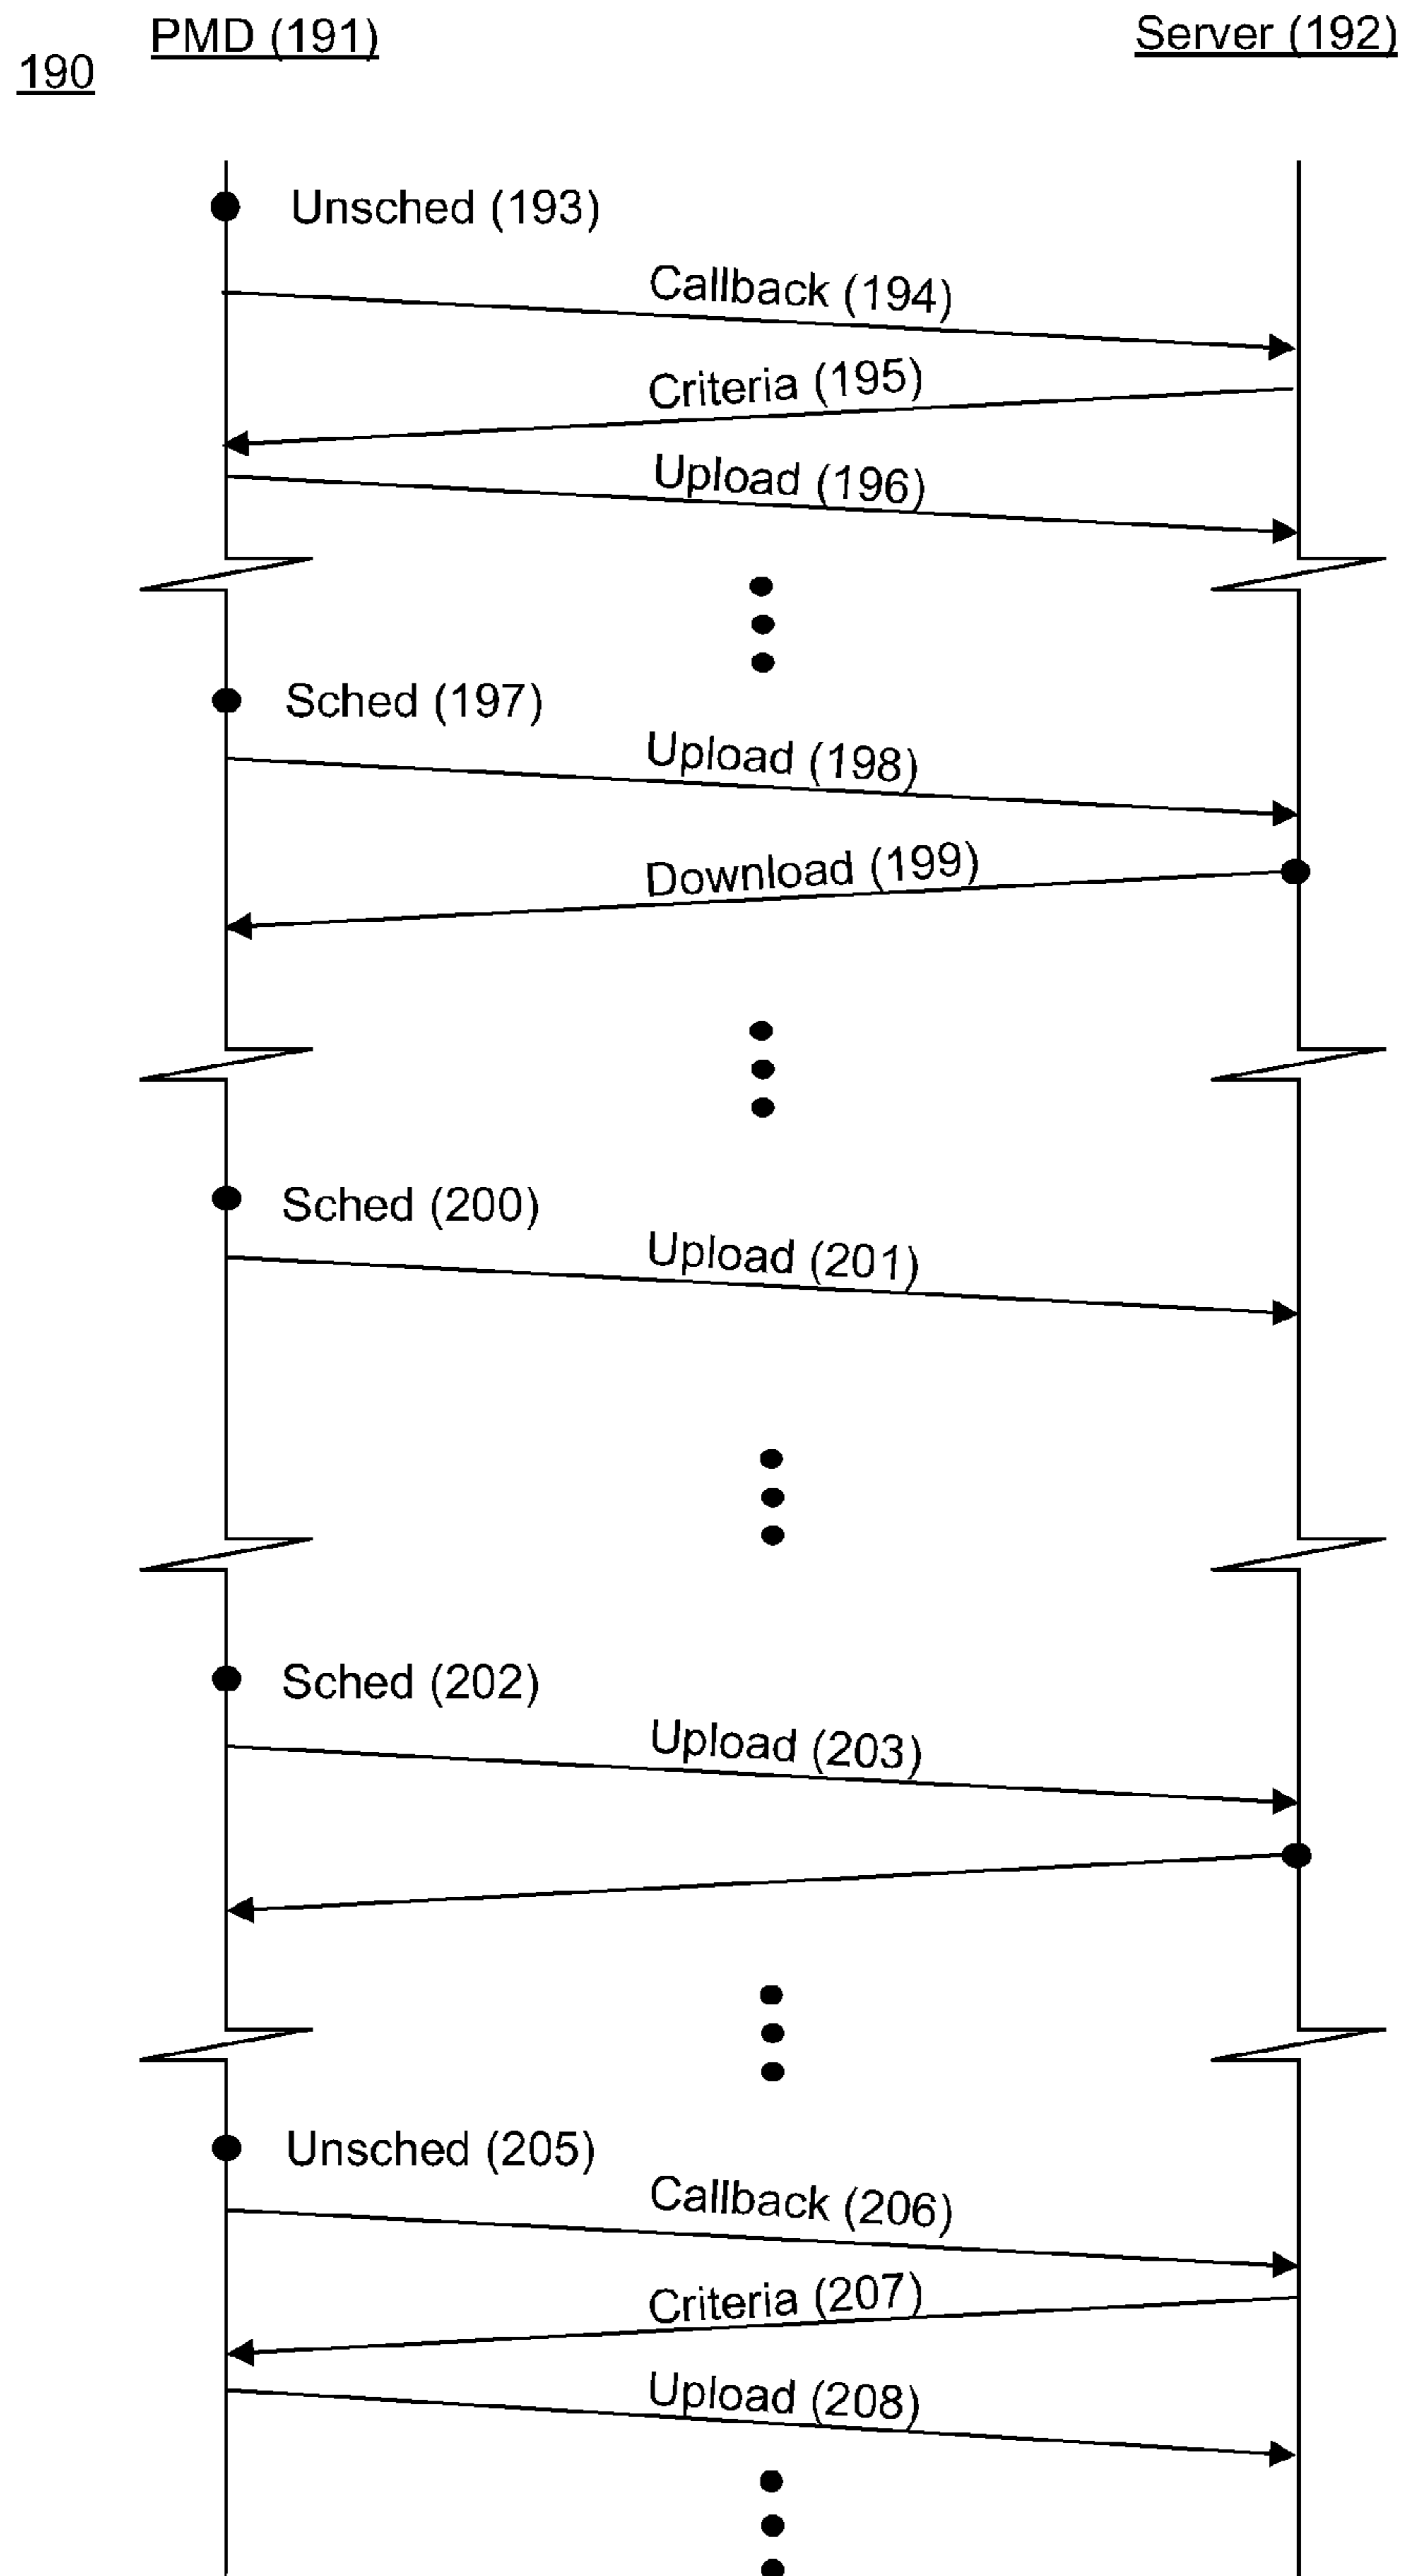 PMD (191)
Server (192)
190
Unsched (193)
Callback (194)
Criteria (195)
Upload (196)
Sched (197)
Upload (198)
Download (199)
Sched (200)
Upload (201)
Sched (202)
Upload (203)
Unsched (205)
Callback (206)
Criteria (207)
Upload (208)